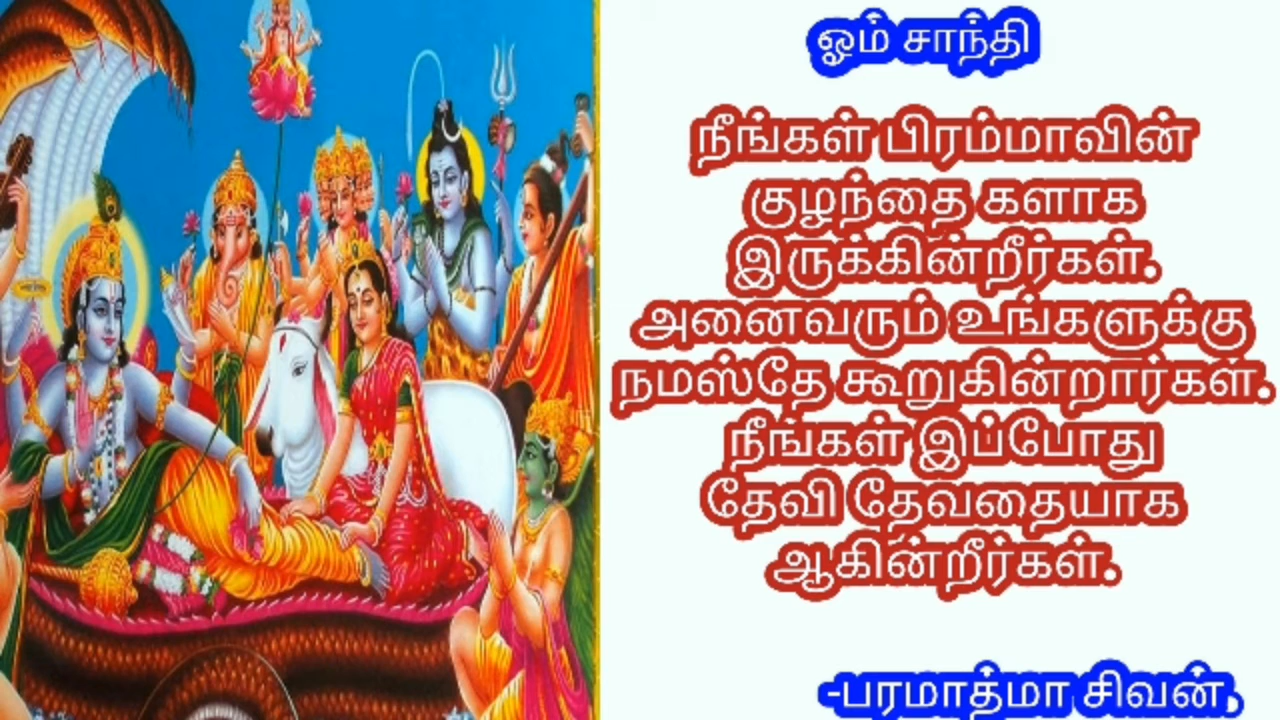 ஓம் சாந்தி
நீங்கள் பிரம்மாவின்
குழந்தை களாக
இருக்கின்றீர்கள்.
அனைவரும் உங்களுக்கு
நமஸ்தே கூறுகின்றார்கள்.
நீங்கள் இப்போது
தேவி தேவதையாக
ஆகின்றீர்கள்.
-பரமாத்மா சிவன்,